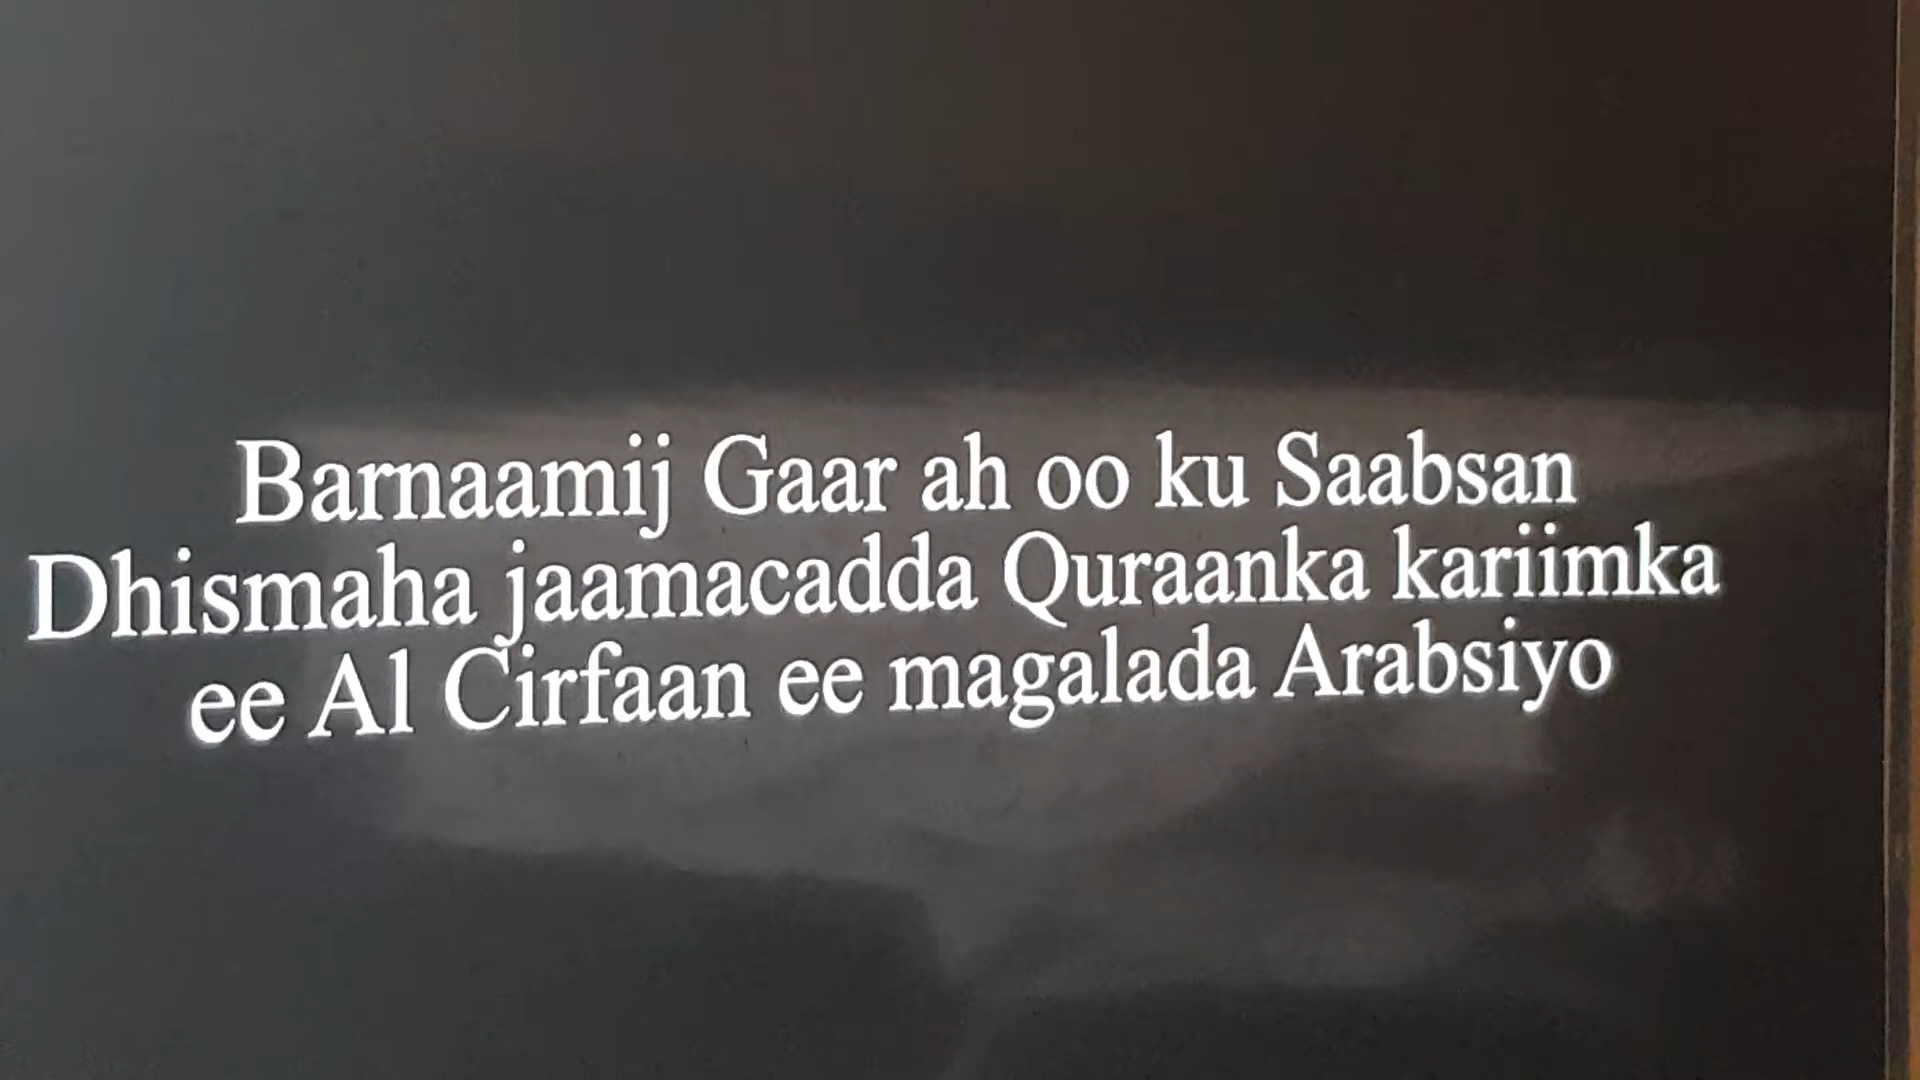 Barnaamij Gaar ah oo ku Saabsan
Dhismaha jaamacadda Quraanka kariimka
ee Al Cirfaan ee magalada Arabsiyo